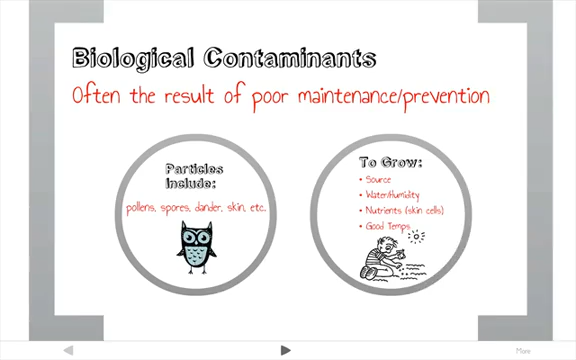 Biological Contaminants
Often the result of poor maintenance/prevention
Particles
Include:
pollens, spores, dander, skin, etc.
To Grow:
• Source
• Water/Humidity
• Nutrients (skin cells)
• Good Temps
More